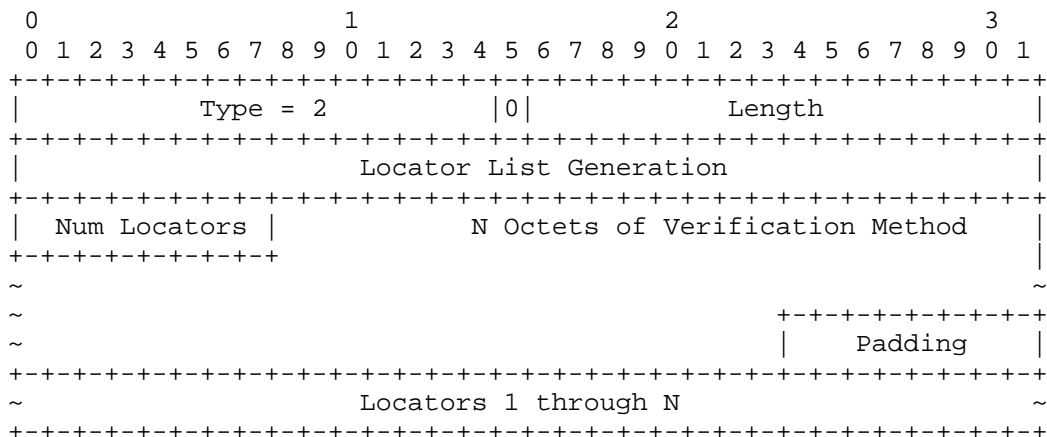 0                   1                   2                   3
 0 1 2 3 4 5 6 7 8 9 0 1 2 3 4 5 6 7 8 9 0 1 2 3 4 5 6 7 8 9 0 1
+-+-+-+-+-+-+-+-+-+-+-+-+-+-+-+-+-+-+-+-+-+-+-+-+-+-+-+-+-+-+-+-+
|           Type = 2          |0|            Length             |
+-+-+-+-+-+-+-+-+-+-+-+-+-+-+-+-+-+-+-+-+-+-+-+-+-+-+-+-+-+-+-+-+
|                     Locator List Generation                   |
+-+-+-+-+-+-+-+-+-+-+-+-+-+-+-+-+-+-+-+-+-+-+-+-+-+-+-+-+-+-+-+-+
|  Num Locators |            N Octets of Verification Method    |
+-+-+-+-+-+-+-+-+                                               |
~                                                               ~
~                                               +-+-+-+-+-+-+-+-+
~                                               |    Padding    |
+-+-+-+-+-+-+-+-+-+-+-+-+-+-+-+-+-+-+-+-+-+-+-+-+-+-+-+-+-+-+-+-+
~                     Locators 1 through N                      ~
+-+-+-+-+-+-+-+-+-+-+-+-+-+-+-+-+-+-+-+-+-+-+-+-+-+-+-+-+-+-+-+-+